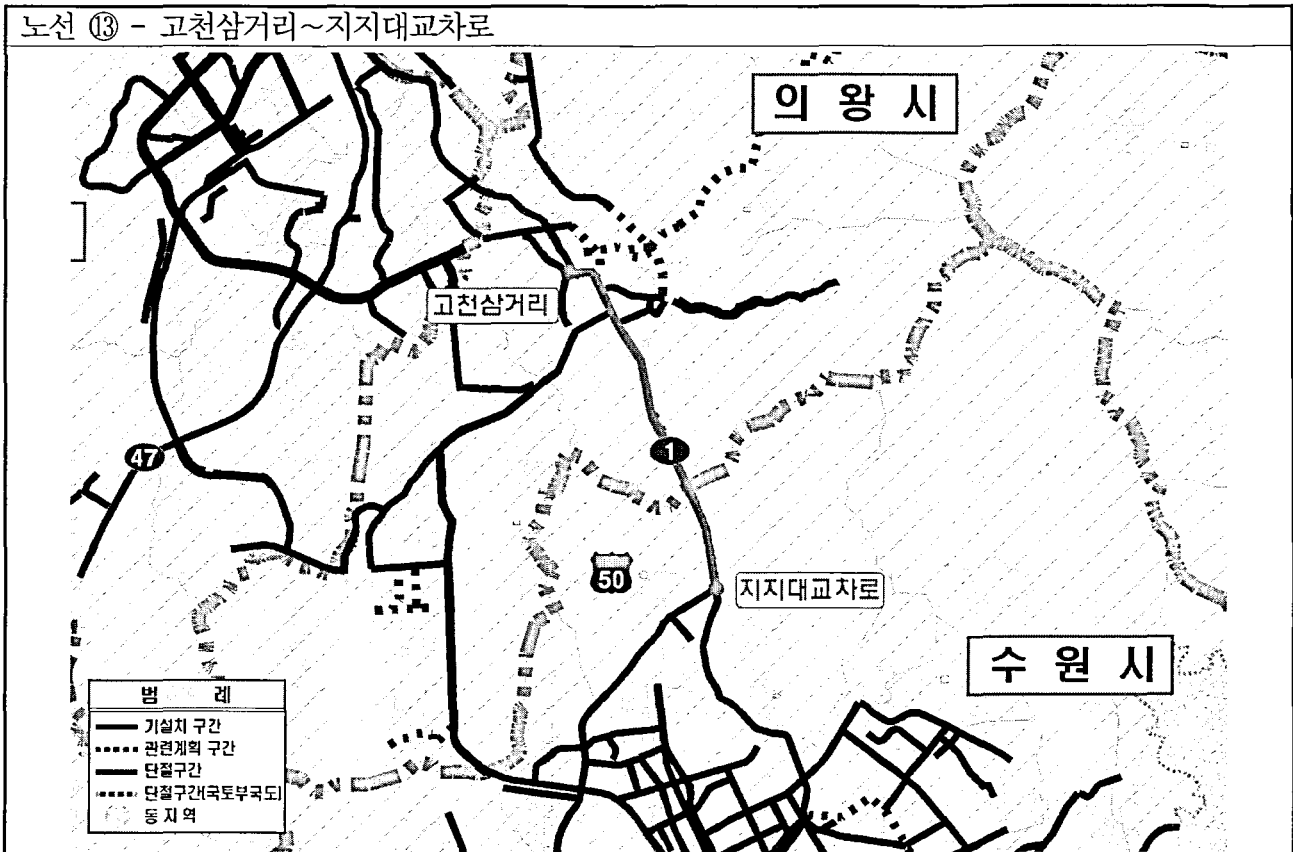 노선 ⑬ - 고천삼거리~지지대교차로
의 왕 시
고천삼거리
47
1
50
지지대교차로
수 원 시
범 례
기설치 구간
관련계획 구간
단절구간
단절구간(국토부국도)
동지역